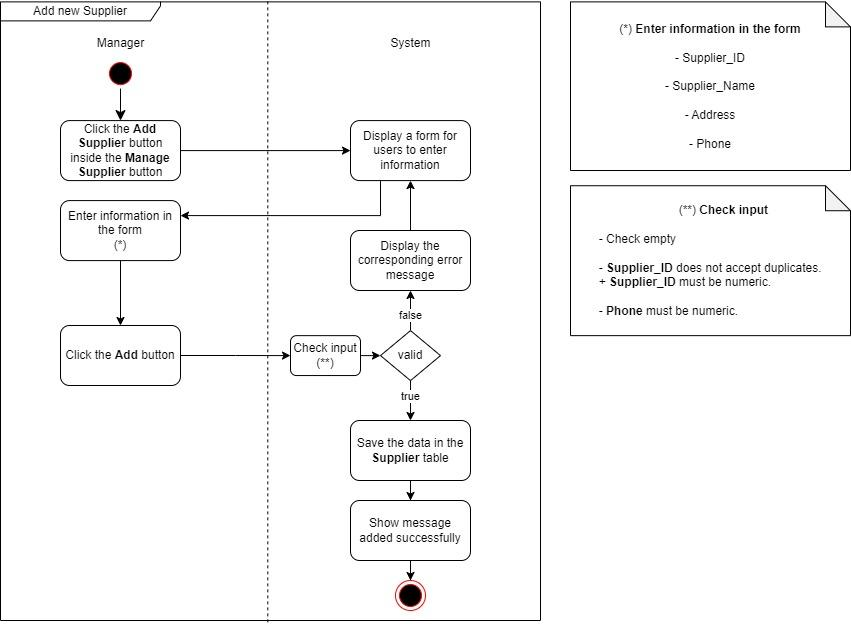 Add new Supplier
Manager
System
Click the Add
Supplier button
inside the Manage
Supplier button
Display a form for
users to enter
information
Enter information in
the form
(*)
Display the
corresponding error
message
false
Click the Add button
Check input
(**)
valid
true
Save the data in the
Supplier table
Show message
added successfully
(*) Enter information in the form
- Supplier_ID
- Supplier_Name
- Address
- Phone
(**) Check input
- Check empty
- Supplier_ID does not accept duplicates.
+ Supplier_ID must be numeric.
- Phone must be numeric.